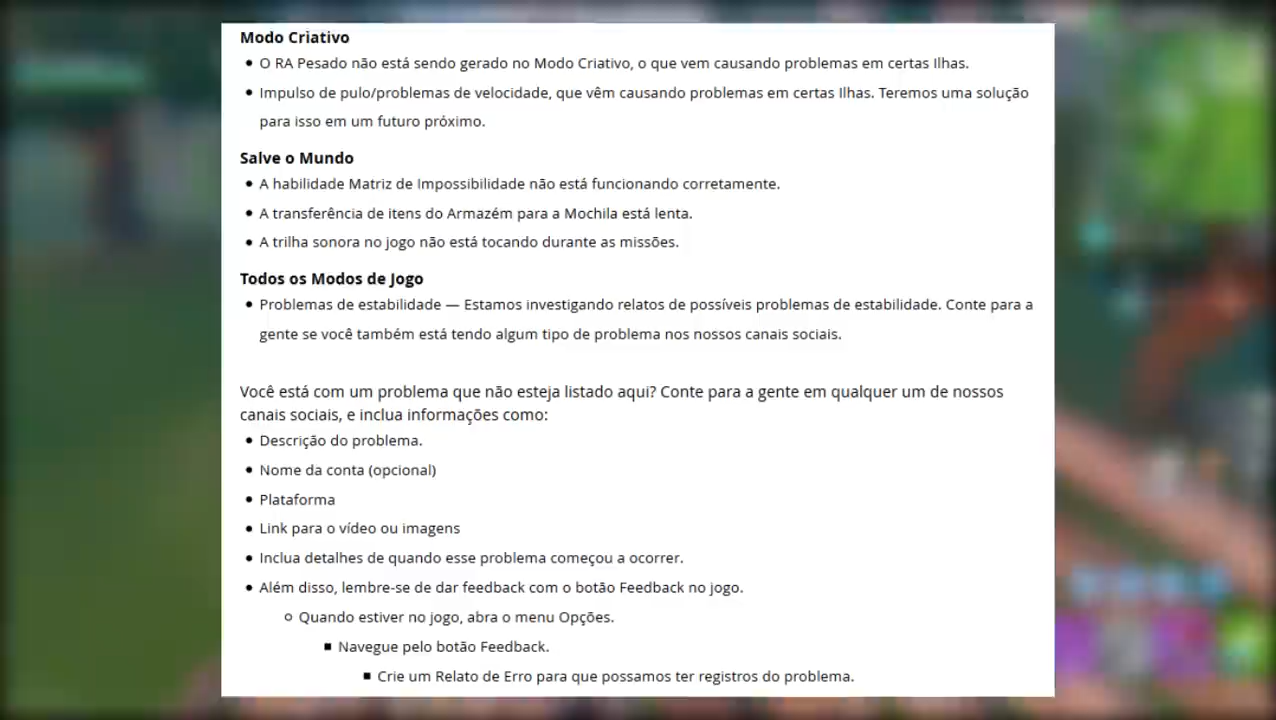 Modo Criativo
• O RA Pesado não está sendo gerado no Modo Criativo, o que vem causando problemas em certas Ilhas.
• Impulso de pulo/problemas de velocidade, que vêm causando problemas em certas Ilhas. Teremos uma solução
para isso em um futuro próximo.
Salve o Mundo
• A habilidade Matriz de Impossibilidade não está funcionando corretamente.
• A transferência de itens do Armazém para a Mochila está lenta.
• A trilha sonora no jogo não está tocando durante as missões.
Todos os Modos de Jogo
• Problemas de estabilidade — Estamos investigando relatos de possíveis problemas de estabilidade. Conte para a
gente se você também está tendo algum tipo de problema nos nossos canais sociais.
Você está com um problema que não esteja listado aqui? Conte para a gente em qualquer um de nossos
canais sociais, e inclua informações como:
• Descrição do problema.
• Nome da conta (opcional)
• Plataforma
• Link para o vídeo ou imagens
• Inclua detalhes de quando esse problema começou a ocorrer.
• Além disso, lembre-se de dar feedback com o botão Feedback no jogo.
○ Quando estiver no jogo, abra o menu Opções.
■ Navegue pelo botão Feedback.
■ Crie um Relato de Erro para que possamos ter registros do problema.